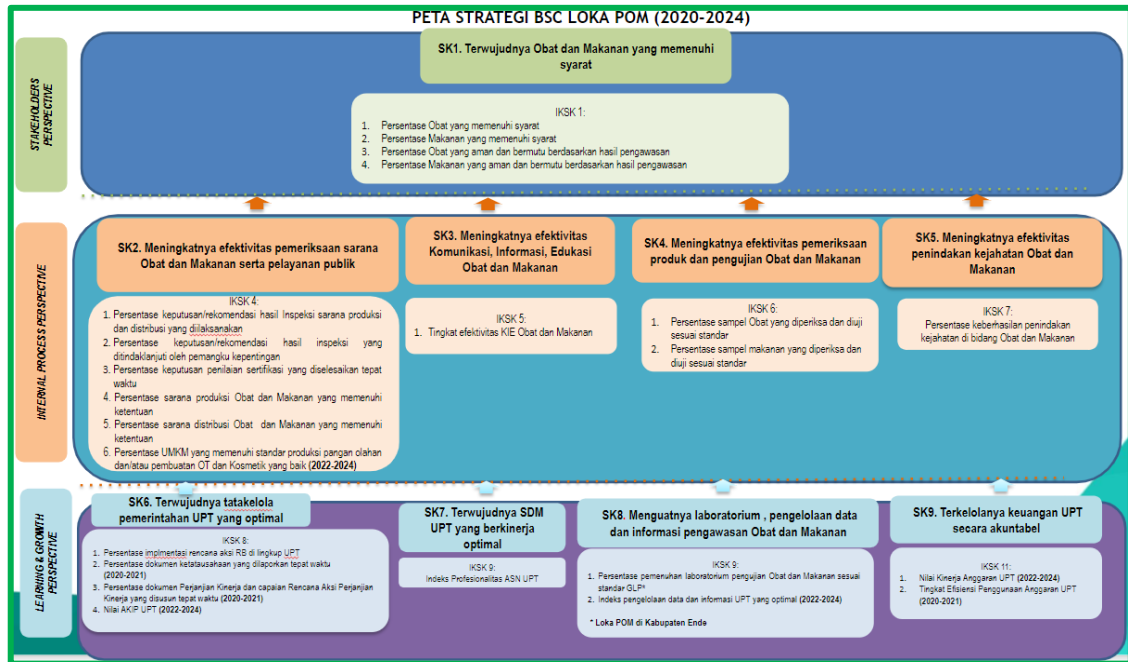 PETA STRATEGI BSC LOKA POM (2020-2024)
STAKEHOLDERS
PERSPECTIVE
SK1. Terwujudnya Obat dan Makanan yang memenuhi
syarat
IKSK 1:
1. Persentase Obat yang memenuhi syarat
2. Persentase Makanan yang memenuhi syarat
3. Persentase Obat yang aman dan bermutu berdasarkan hasil pengawasan
4. Persentase Makanan yang aman dan bermutu berdasarkan hasil pengawasan
INTERNAL PROCESS PERSPECTIVE
SK2. Meningkatnya efektivitas pemeriksaan sarana
Obat dan Makanan serta pelayanan publik
IKSK 4:
1. Persentase keputusan/rekomendasi hasil Inspeksi sarana produksi
dan distribusi yang dilaksanakan
2. Persentase keputusan/rekomendasi hasil inspeksi yang
ditindaklanjuti oleh pemangku kepentingan
3. Persentase keputusan penilaian sertifikasi yang diselesaikan tepat
waktu
4. Persentase sarana produksi Obat dan Makanan yang memenuhi
ketentuan
5. Persentase sarana distribusi Obat dan Makanan yang memenuhi
ketentuan
6. Persentase UMKM yang memenuhi standar produksi pangan olahan
dan/atau pembuatan OT dan Kosmetik yang baik (2022-2024)
SK3. Meningkatnya efektivitas
Komunikasi, Informasi, Edukasi
Obat dan Makanan
IKSK 5:
1. Tingkat efektivitas KIE Obat dan Makanan
SK4. Meningkatnya efektivitas pemeriksaan
produk dan pengujian Obat dan Makanan
IKSK 6:
1. Persentase sampel Obat yang diperiksa dan diuji
sesuai standar
2. Persentase sampel makanan yang diperiksa dan
diuji sesuai standar
SK5. Meningkatnya efektivitas
penindakan kejahatan Obat dan
Makanan
IKSK 7:
Persentase keberhasilan penindakan
kejahatan di bidang Obat dan Makanan
LEARNING & GROWTH
PERSPECTIVE
SK6. Terwujudnya tatakelola
pemerintahan UPT yang optimal
IKSK 8:
1. Persentase implmentasi rencana aksi RB di lingkup UPT
2. Persentase dokumen ketatausahaan yang dilaporkan tepat waktu
(2020-2021)
3. Persentase dokumen Perjanjian Kinerja dan capaian Rencana Aksi Perjanjian
Kinerja yang disusun tepat waktu (2020-2021)
4. Nilai AKIP UPT (2022-2024)
SK7. Terwujudnya SDM
UPT yang berkinerja
optimal
IKSK 9:
Indeks Profesionalitas ASN UPT
SK8. Menguatnya laboratorium , pengelolaan data
dan informasi pengawasan Obat dan Makanan
IKSK 9:
1. Persentase pemenuhan laboratorium pengujian Obat dan Makanan sesuai
standar GLP*
2. Indeks pengelolaan data dan informasi UPT yang optimal (2022-2024)
* Loka POM di Kabupaten Ende
SK9. Terkelolanya keuangan UPT
secara akuntabel
IKSK 11:
1. Nilai Kinerja Anggaran UPT (2022-2024)
2. Tingkat Efisiensi Penggunaan Anggaran UPT
(2020-2021)